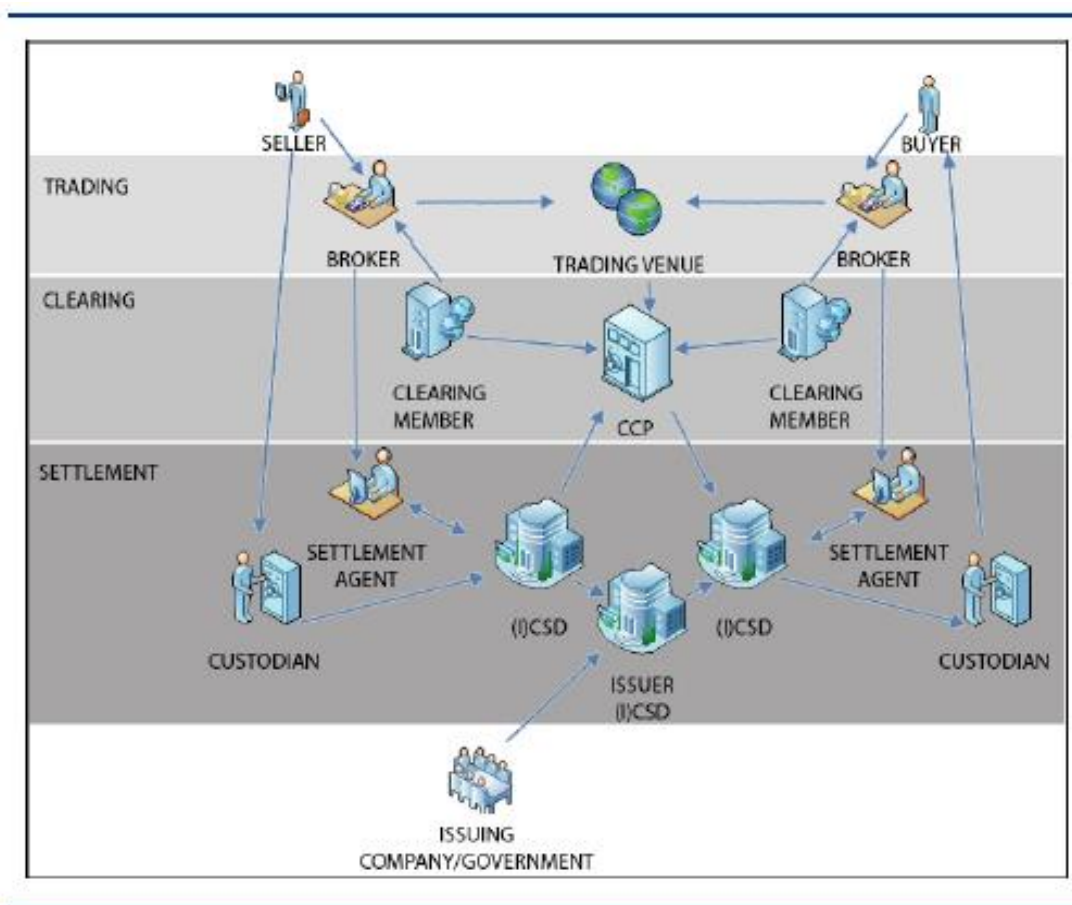 SELLER
BUYER
TRADING
BROKER
TRADING VENUE
BROKER
CLEARING
CLEARING
MEMBER
CCP
CLEARING
MEMBER
SETTLEMENT
SETTLEMENT
AGENT
SETTLEMENT
AGENT
(I)CSD
(I)CSD
CUSTODIAN
CUSTODIAN
ISSUER
(I)CSD
ISSUING
COMPANY/GOVERNMENT